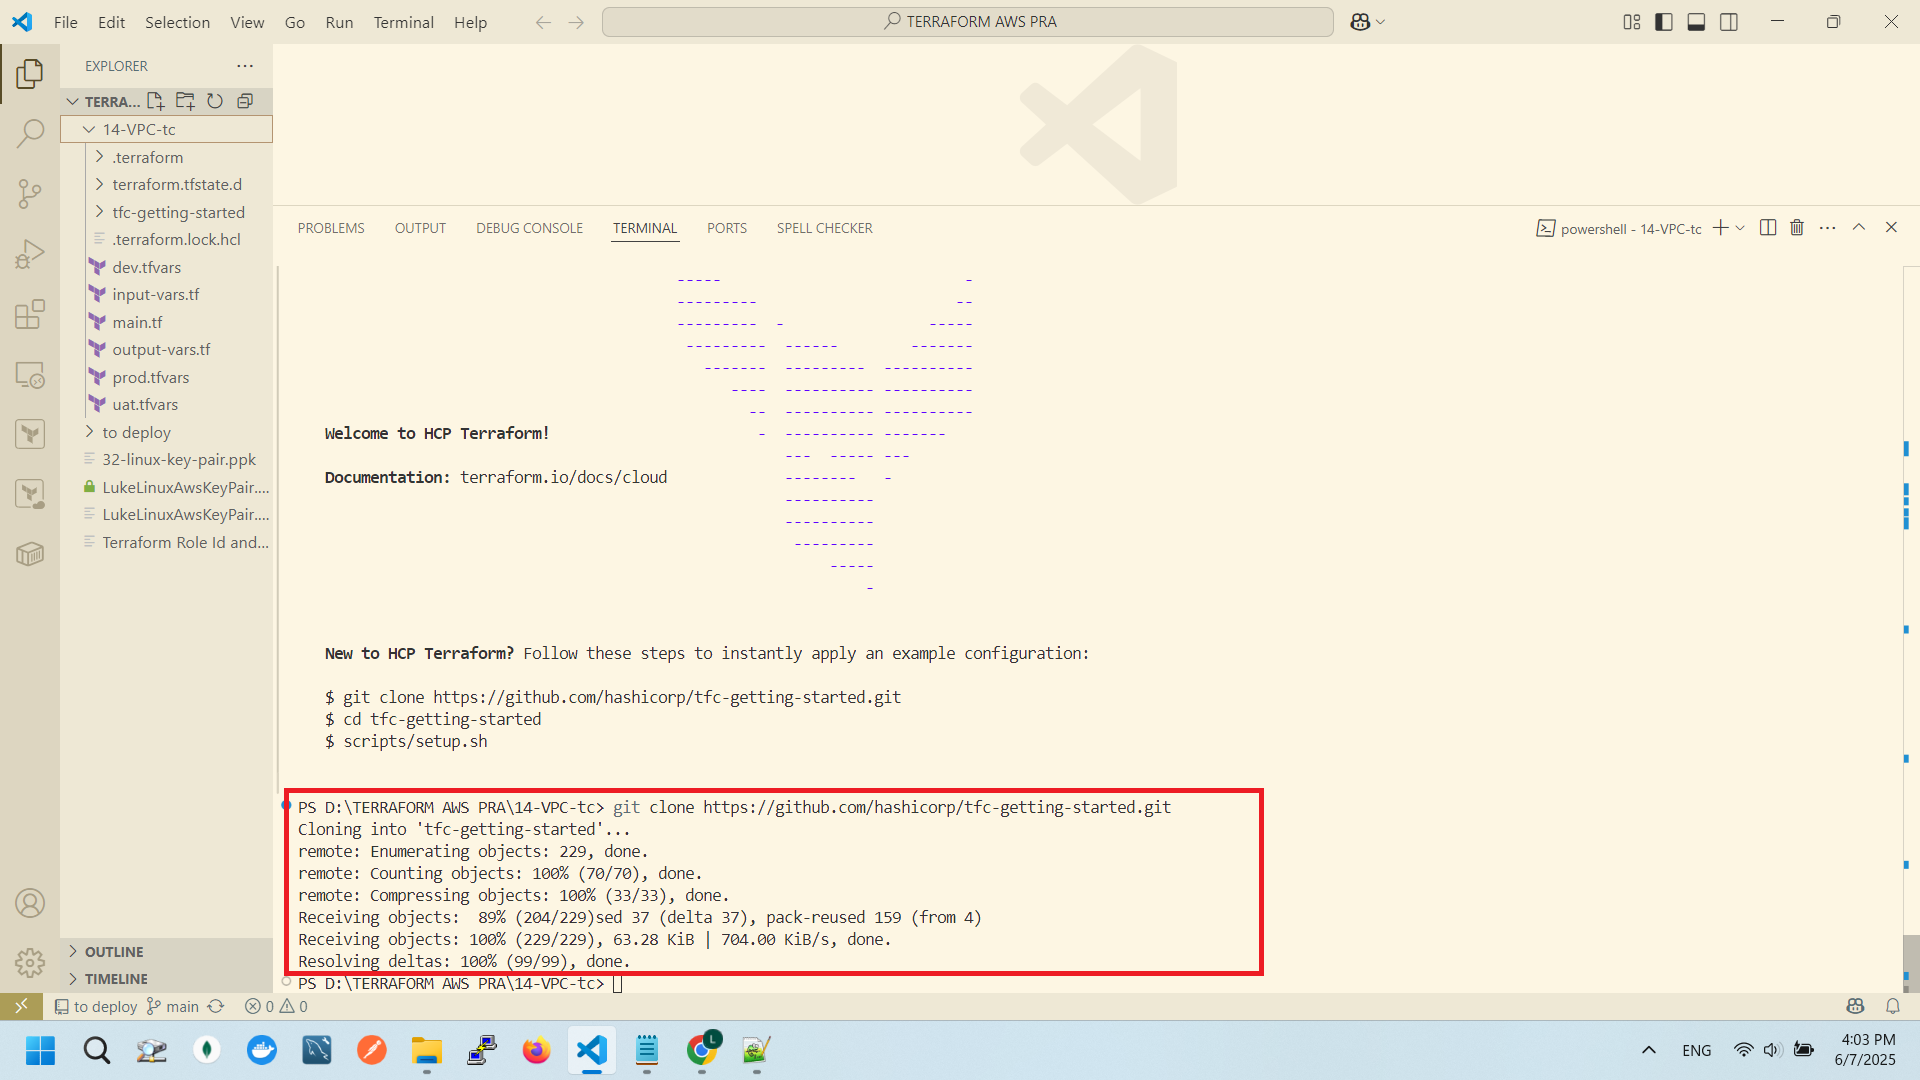 File Edit Selection View Go Run Terminal Help
TERRAFORM AWS PRA
EXPLORER
TERRA...
14-VPC-tc
.terraform
terraform.tfstate.d
tfc-getting-started
.terraform.lock.hcl
dev.tfvars
input-vars.tf
main.tf
output-vars.tf
prod.tfvars
uat.tfvars
to deploy
32-linux-key-pair.ppk
LukeLinuxAwsKeyPair....
LukeLinuxAwsKeyPair....
Terraform Role Id and...
OUTLINE
TIMELINE
PROBLEMS OUTPUT DEBUG CONSOLE TERMINAL PORTS SPELL CHECKER
powershell - 14-VPC-tc
----- -
--------- --
--------- - -----
--------- ------ -------
------- --------- ----------
---- ---------- ----------
-- ---------- ----------
Welcome to HCP Terraform! - ---------- -------
--- ----- ---
Documentation: terraform.io/docs/cloud -------- -
----------
----------
---------
-----
-
New to HCP Terraform? Follow these steps to instantly apply an example configuration:
$ git clone https://github.com/hashicorp/tfc-getting-started.git
$ cd tfc-getting-started
$ scripts/setup.sh
PS D:\TERRAFORM AWS PRA\14-VPC-tc> git clone https://github.com/hashicorp/tfc-getting-started.git
Cloning into 'tfc-getting-started'...
remote: Enumerating objects: 229, done.
remote: Counting objects: 100% (70/70), done.
remote: Compressing objects: 100% (33/33), done.
Receiving objects:  89% (204/229)sed 37 (delta 37), pack-reused 159 (from 4)
Receiving objects: 100% (229/229), 63.28 KiB | 704.00 KiB/s, done.
Resolving deltas: 100% (99/99), done.
PS D:\TERRAFORM AWS PRA\14-VPC-tc>
to deploy main 0 0
L
ENG
4:03 PM
6/7/2025